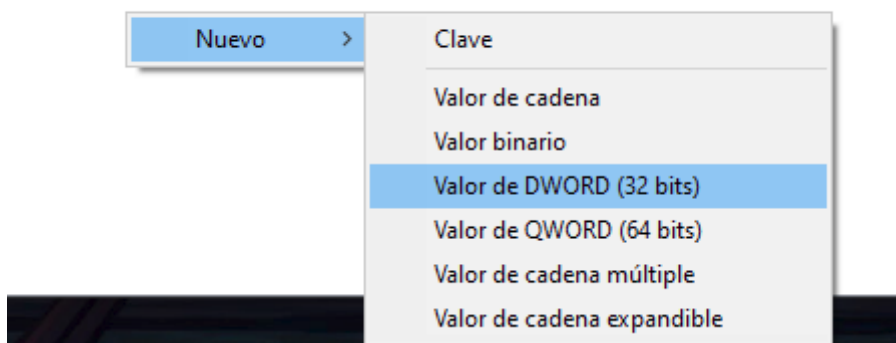 Nuevo
Clave
Valor de cadena
Valor binario
Valor de DWORD (32 bits)
Valor de QWORD (64 bits)
Valor de cadena múltiple
Valor de cadena expandible